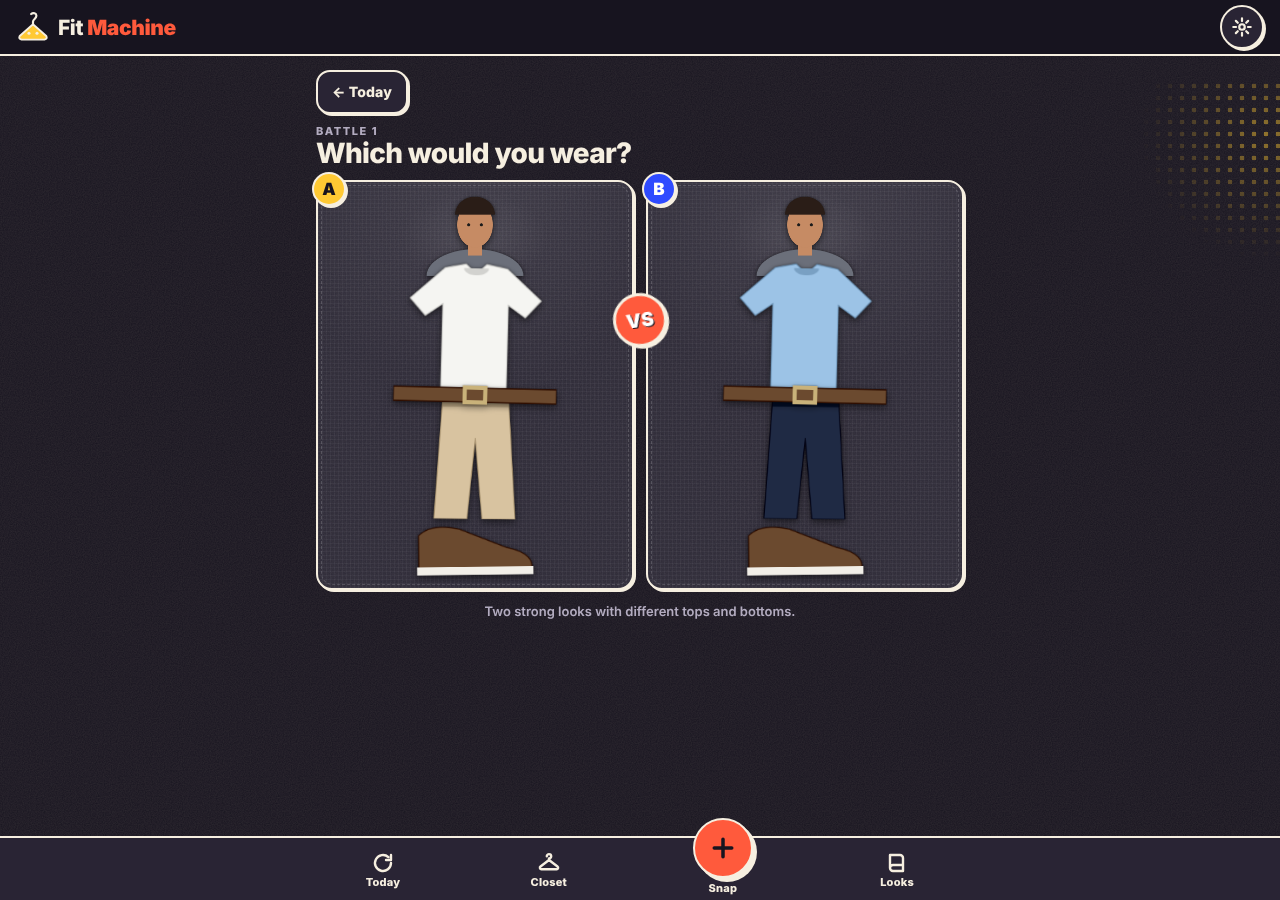 Fit Machine
← Today
BATTLE 1
Which would you wear?
A
B
VS
Two strong looks with different tops and bottoms.
Today
Closet
Snap
Looks